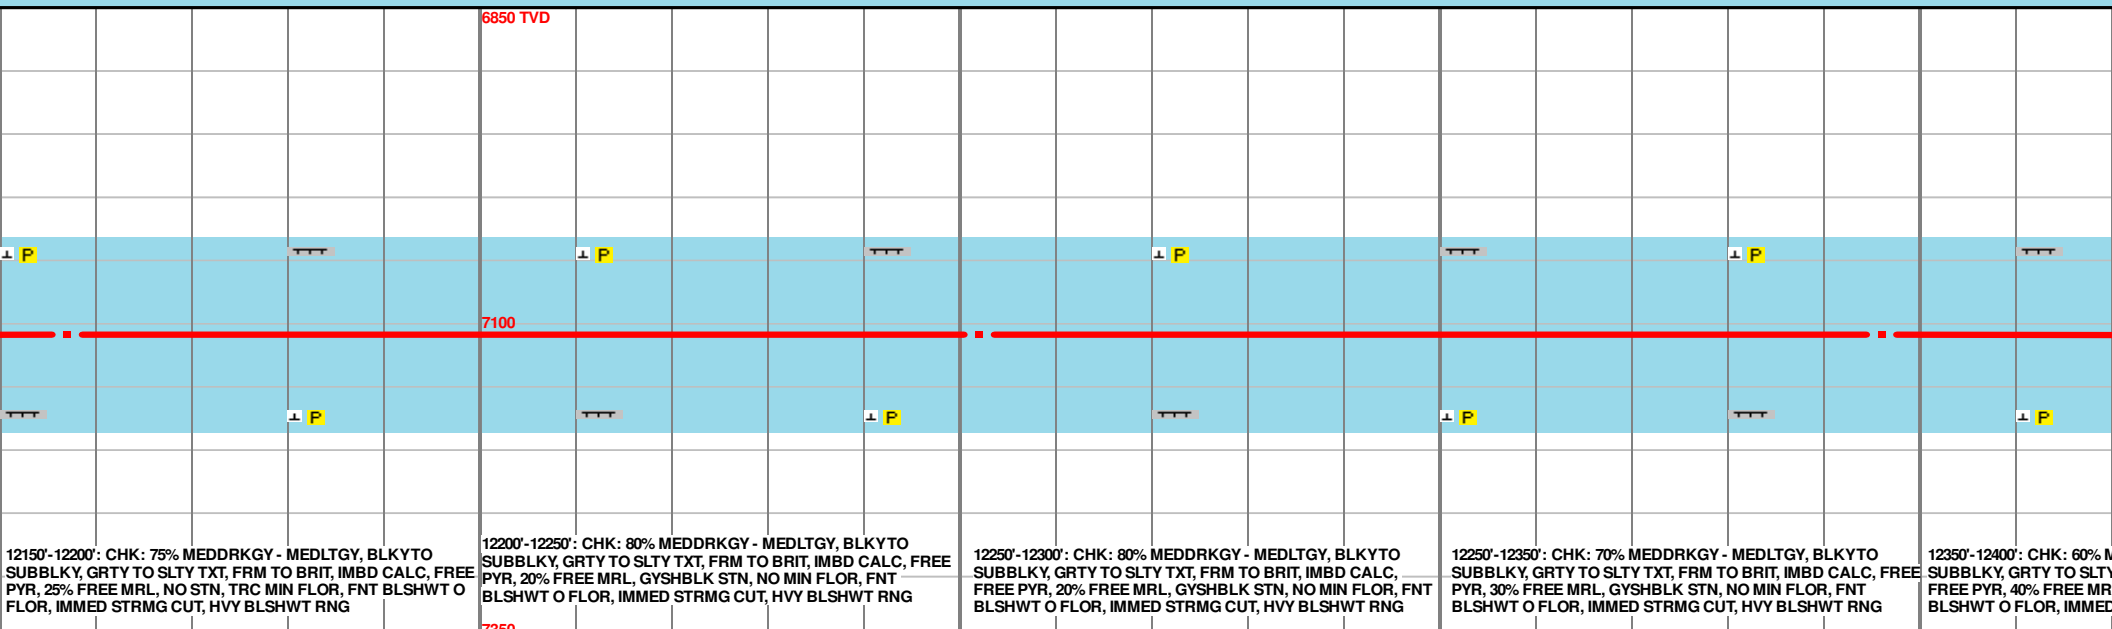 6850 TVD
P
P
P
P
7100
P
P
P
P
12150'-12200': CHK: 75% MEDDRKGY - MEDLTGY, BLKYTO
SUBBLKY, GRTY TO SLTY TXT, FRM TO BRIT, IMBD CALC, FREE
PYR, 25% FREE MRL, NO STN, TRC MIN FLOR, FNT BLSHWT O
FLOR, IMMED STRMG CUT, HVY BLSHWT RNG
12200'-12250': CHK: 80% MEDDRKGY - MEDLTGY, BLKYTO
SUBBLKY, GRTY TO SLTY TXT, FRM TO BRIT, IMBD CALC, FREE
PYR, 20% FREE MRL, GYSHBLK STN, NO MIN FLOR, FNT
BLSHWT O FLOR, IMMED STRMG CUT, HVY BLSHWT RNG
12250'-12300': CHK: 80% MEDDRKGY - MEDLTGY, BLKYTO
SUBBLKY, GRTY TO SLTY TXT, FRM TO BRIT, IMBD CALC,
FREE PYR, 20% FREE MRL, GYSHBLK STN, NO MIN FLOR, FNT
BLSHWT O FLOR, IMMED STRMG CUT, HVY BLSHWT RNG
12250'-12350': CHK: 70% MEDDRKGY - MEDLTGY, BLKYTO
SUBBLKY, GRTY TO SLTY TXT, FRM TO BRIT, IMBD CALC, FREE
PYR, 30% FREE MRL, GYSHBLK STN, NO MIN FLOR, FNT
BLSHWT O FLOR, IMMED STRMG CUT, HVY BLSHWT RNG
12350'-12400': CHK: 60% M
SUBBLKY, GRTY TO SLTY
FREE PYR, 40% FREE MR
BLSHWT O FLOR, IMMED